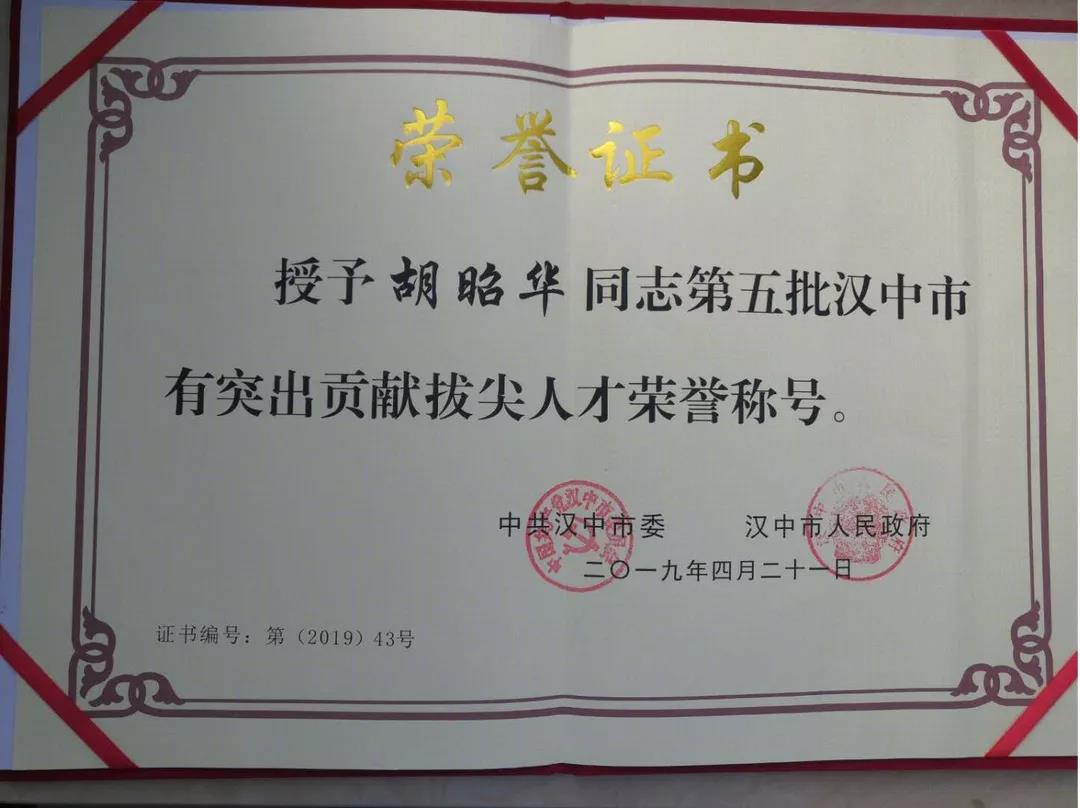 荣誉证书
授予胡昭华同志第五批汉中市
有突出贡献拔尖人才荣誉称号。
中共汉中市委 汉中市人民政府
二〇一九年四月二十一日
证书编号：第（2019）43号